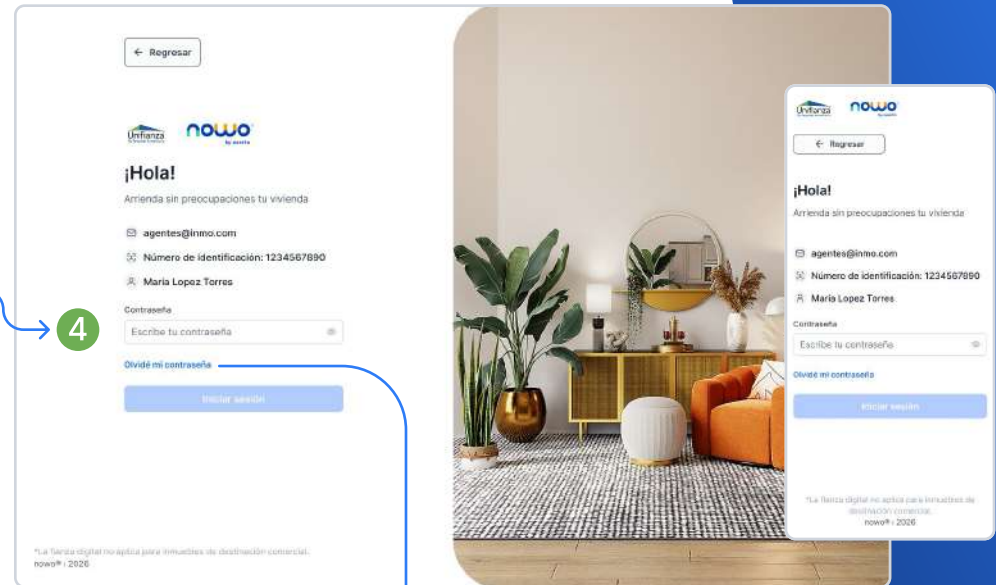 ← Regresar
Unifianza
nowo
¡Hola!
Arrienda sin preocupaciones tu vivienda
agentes@inmo.com
Número de identificación: 1234567890
Maria Lopez Torres
Contraseña
4
Escribe tu contraseña
Olvidé mi contraseña
Iniciar sesión
*La fianza digital no aplica para inmuebles de destinación comercial.
nowo® | 2026
Unifianza
nowo
← Regresar
¡Hola!
Arrienda sin preocupaciones tu vivienda
agentes@inmo.com
Número de identificación: 1234567890
Maria Lopez Torres
Contraseña
Escribe tu contraseña
Olvidé mi contraseña
Iniciar sesión
*La fianza digital no aplica para inmuebles de
destinación comercial.
nowo® | 2026